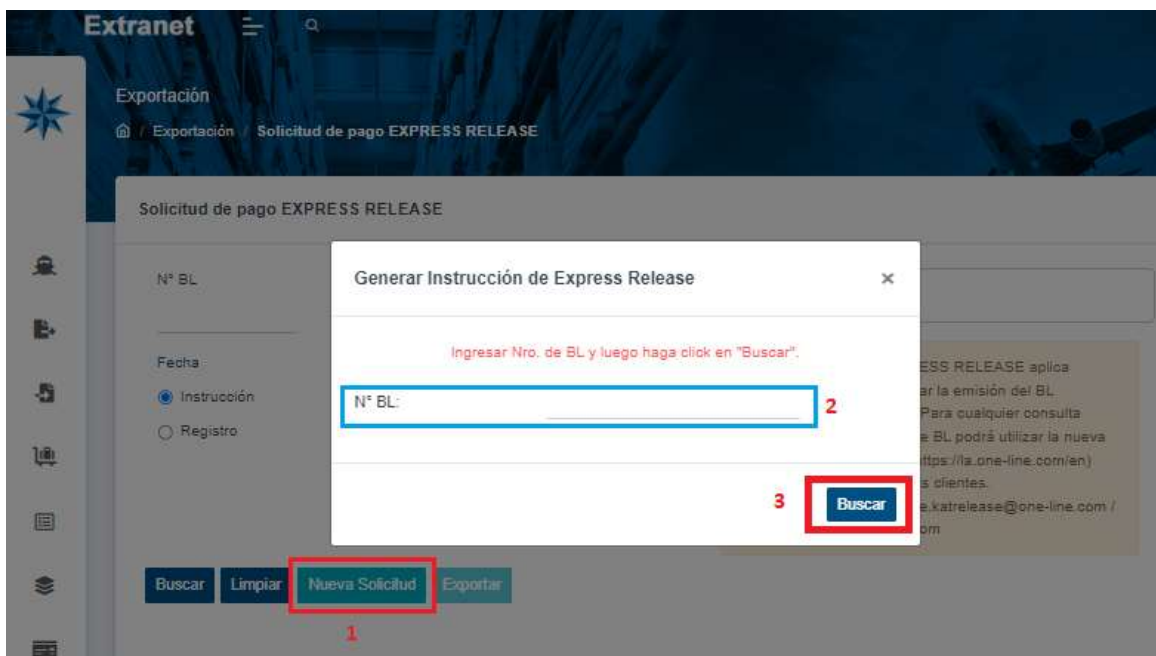 Extranet
Exportación
/ Exportación / Solicitud de pago EXPRESS RELEASE
Solicitud de pago EXPRESS RELEASE
N° BL
Fecha
Instrucción
Registro
Generar Instrucción de Express Release ×
Ingresar Nro. de BL y luego haga click en "Buscar".
N° BL:
2
3
Buscar
ESS RELEASE aplica
ar la emisión del BL
Para cualquier consulta
e BL podrá utilizar la nueva
ttps://la.one-line.com/en)
s clientes.
e.katrelease@one-line.com /
om
Buscar Limpiar Nueva Solicitud Exportar
1